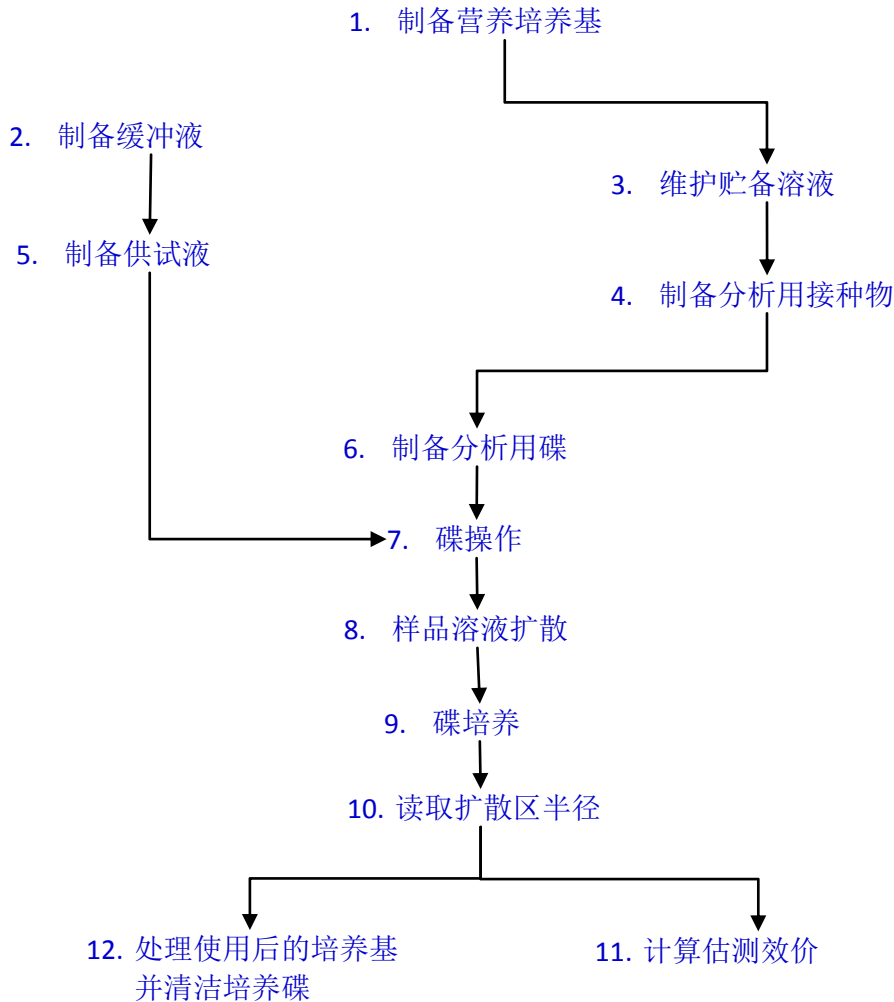 1. 制备营养培养基
2. 制备缓冲液
3. 维护贮备溶液
5. 制备供试液
4. 制备分析用接种物
6. 制备分析用碟
7. 碟操作
8. 样品溶液扩散
9. 碟培养
10. 读取扩散区半径
12. 处理使用后的培养基
并清洁培养碟
11. 计算估测效价